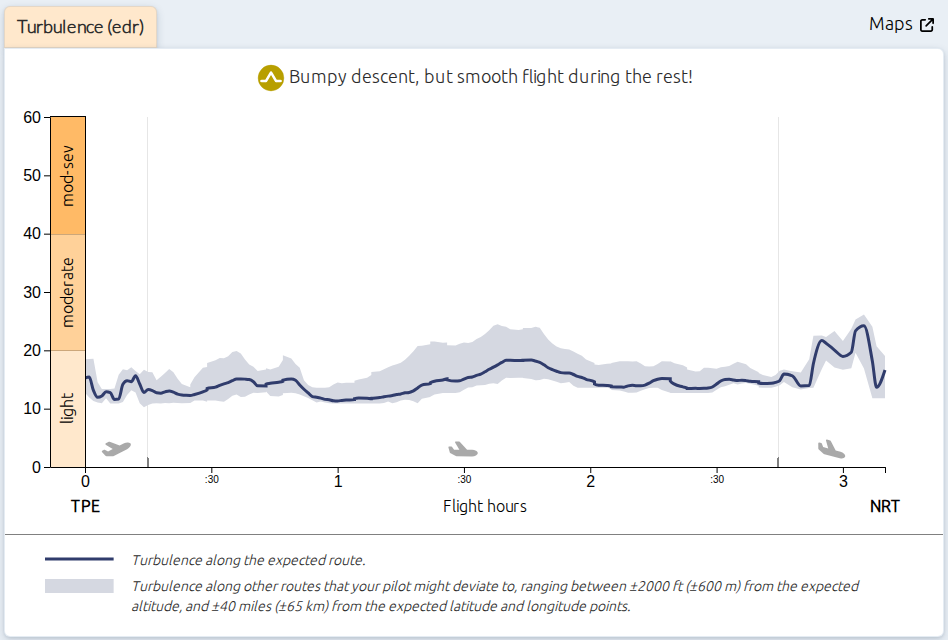 Turbulence (edr)
Maps
Bumpy descent, but smooth flight during the rest!
60
50
40
30
20
10
0
mod-sev
moderate
light
0
:30
1
:30
2
:30
3
TPE
Flight hours
NRT
Turbulence along the expected route.
Turbulence along other routes that your pilot might deviate to, ranging between ±2000 ft (±600 m) from the expected
altitude, and ±40 miles (±65 km) from the expected latitude and longitude points.